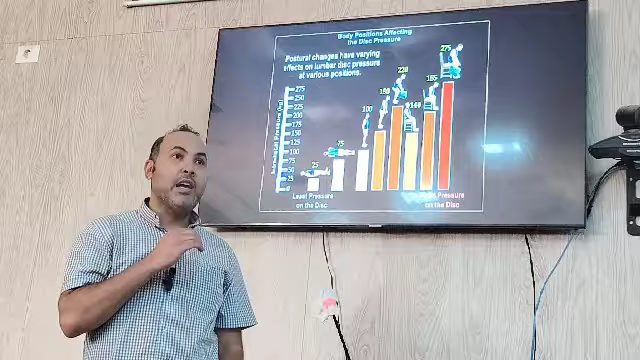 Body Positions Affecting
the Disc Pressure
Postural changes have varying
effects on lumbar disc pressure
at various positions.
275
250
225
200
175
150
125
100
75
50
25
25
75
100
150
220
140
185
275
Least Pressure
on the Disc
Pressure
on the Disc